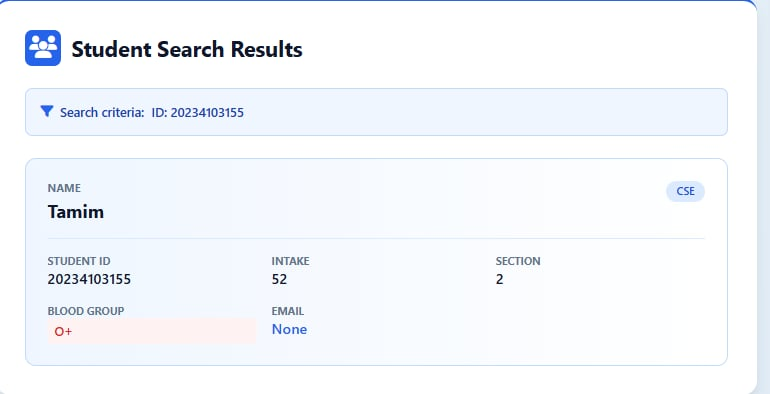 Student Search Results
Search criteria: ID: 20234103155
NAME
CSE
Tamim
STUDENT ID INTAKE SECTION
20234103155 52 2
BLOOD GROUP EMAIL
O+ None